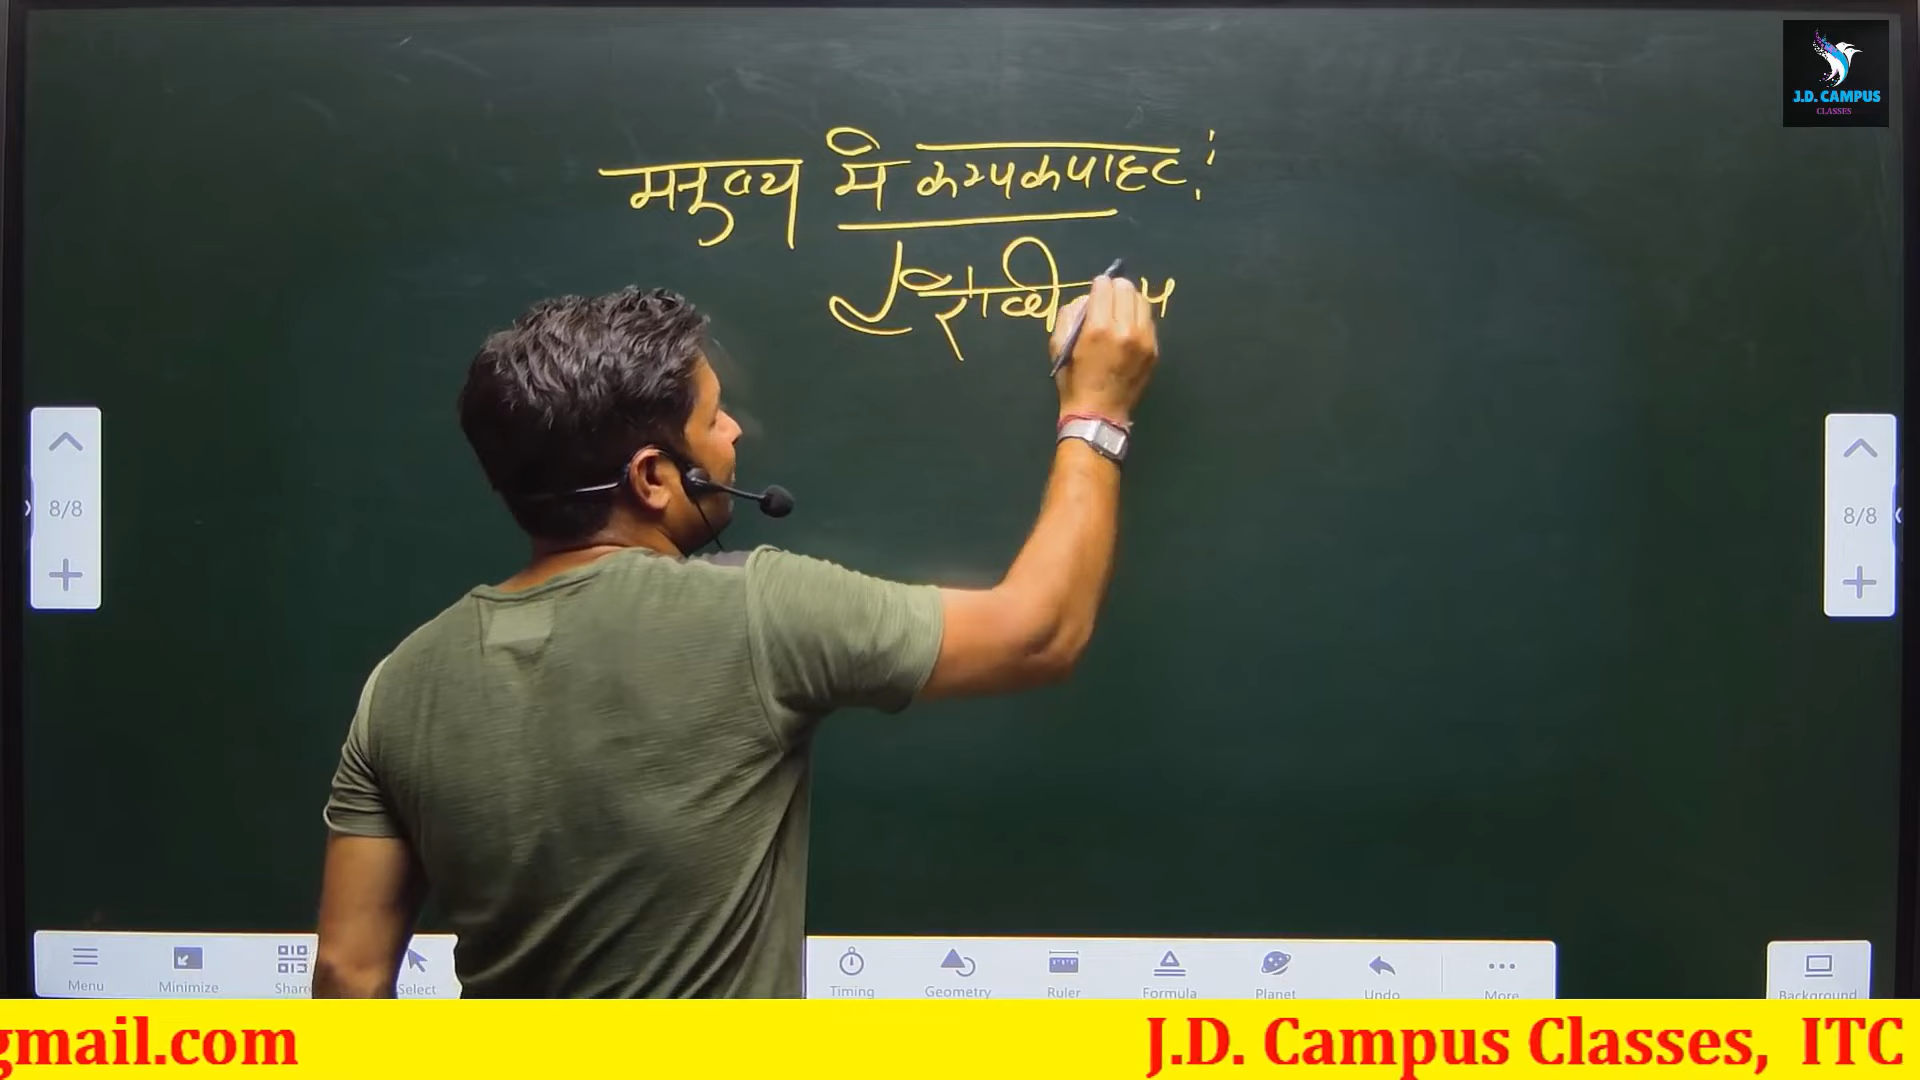 J.D. CAMPUS
CLASSES
मनुष्य में कम्पकपाहट :
8/8
8/8
Menu
Minimize
Share
Select
Timing
Geometry
Ruler
Formula
Planet
Undo
More
Background
gmail.com
J.D. Campus Classes, ITC